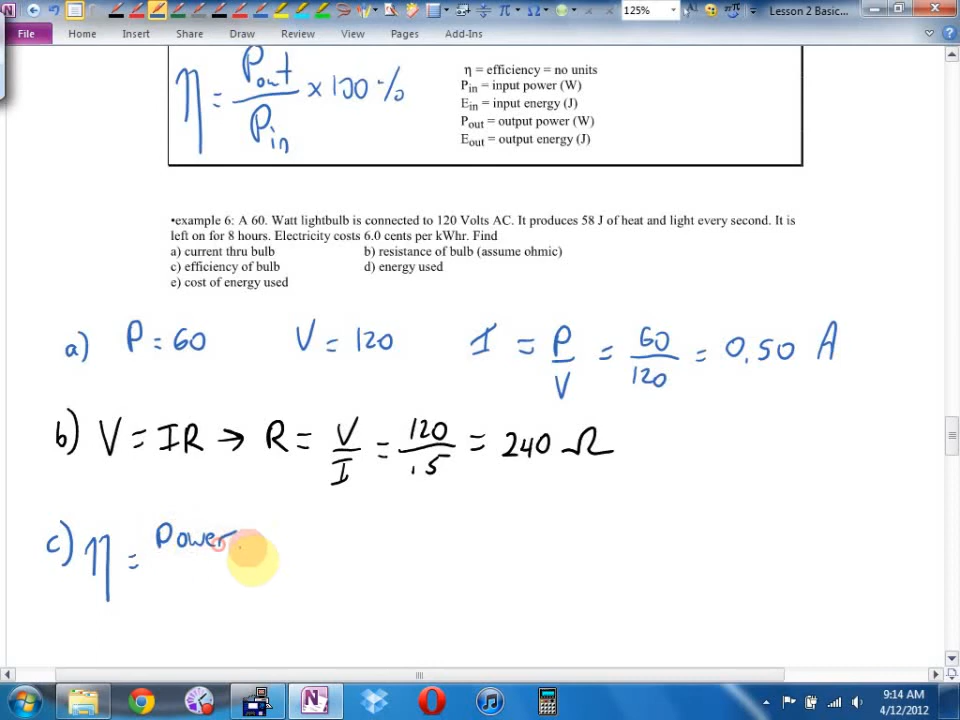 125% Lesson 2 Basic...
File Home Insert Share Draw Review View Pages Add-Ins
η = Pout / Pin × 100 %
η = efficiency = no units
Pin = input power (W)
Ein = input energy (J)
Pout = output power (W)
Eout = output energy (J)
•example 6: A 60. Watt lightbulb is connected to 120 Volts AC. It produces 58 J of heat and light every second. It is
left on for 8 hours. Electricity costs 6.0 cents per kWhr. Find
a) current thru bulb b) resistance of bulb (assume ohmic)
c) efficiency of bulb d) energy used
e) cost of energy used
a) P = 60 V = 120 I = P/V = 60/120 = 0.50 A
b) V = IR → R = V/I = 120/.5 = 240 Ω
c) η = Power
9:14 AM
4/12/2012